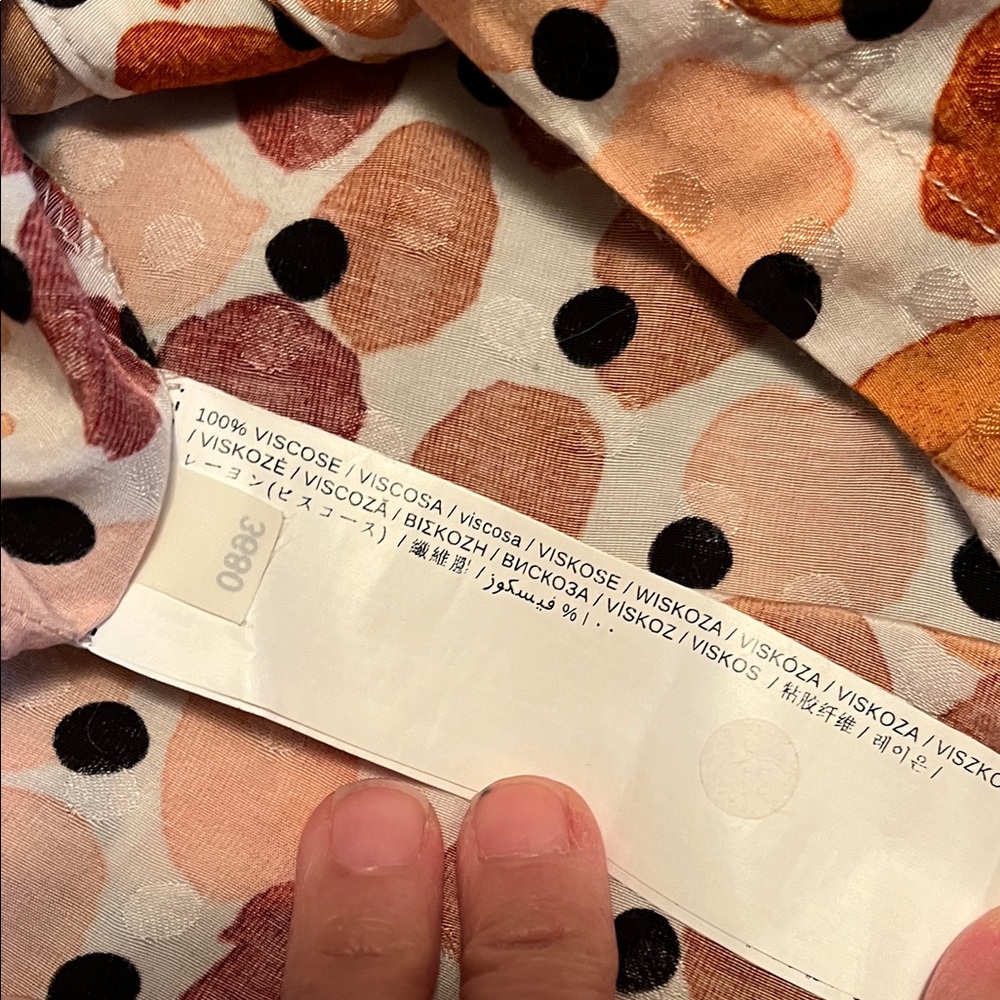 100% VISCOSE / VISCOSA / viscosa / VISKOSE / WISKOZA / VISKÓZA / VISKOZA / VISZKO
/ VISKOZĖ / VISCOZĂ / ΒΙΣΚΟΖΗ / ВИСКОЗА / VİSKOZ / VISKOS / 粘胶纤维 / 레이온 /
レーヨン(ビスコース) / 纖維膠 / ١٠٠% فيسكوز
3680